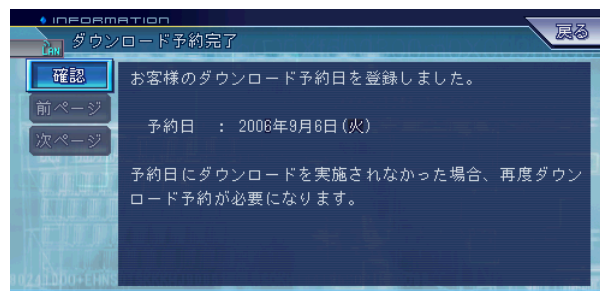 INFORMATION
LAN ダウンロード予約完了
戻る
確認
お客様のダウンロード予約日を登録しました。
前ページ
予約日 : 2006年9月6日(火)
次ページ
予約日にダウンロードを実施されなかった場合、再度ダウン
ロード予約が必要になります。